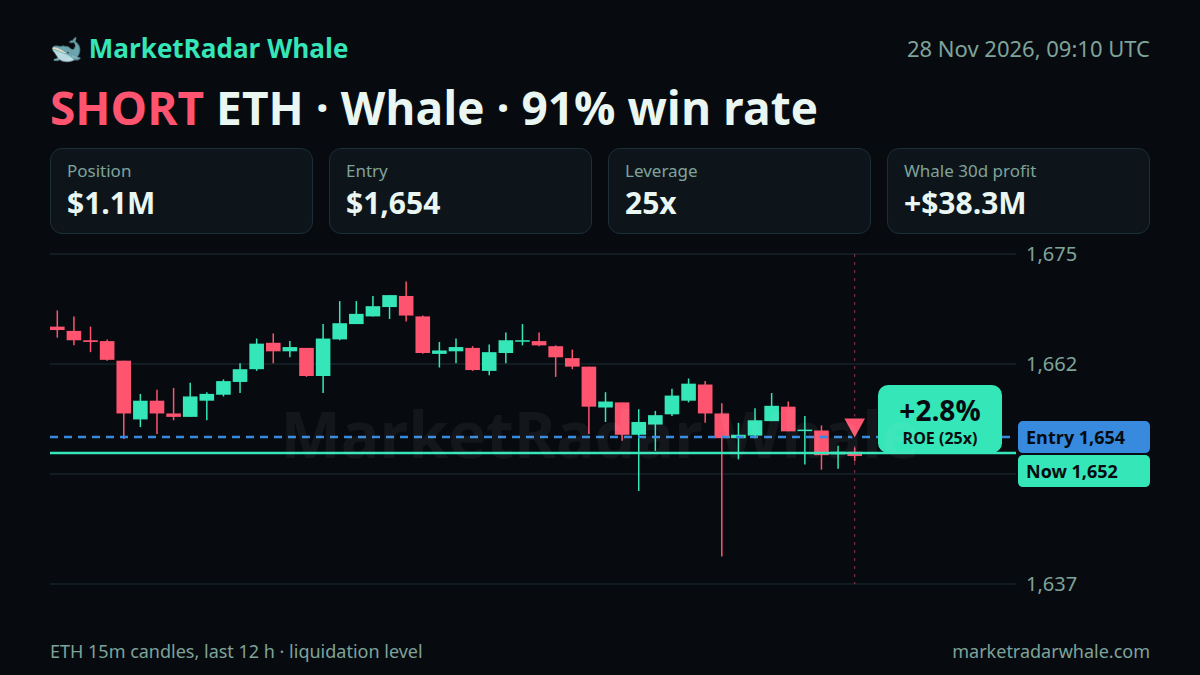 MarketRadar Whale
28 Nov 2026, 09:10 UTC
SHORT ETH · Whale · 91% win rate
Position
$1.1M
Entry
$1,654
Leverage
25x
Whale 30d profit
+$38.3M
1,675
1,662
MarketRadar Whale
+2.8%
ROE (25x)
Entry 1,654
Now 1,652
1,637
ETH 15m candles, last 12 h · liquidation level
marketradarwhale.com